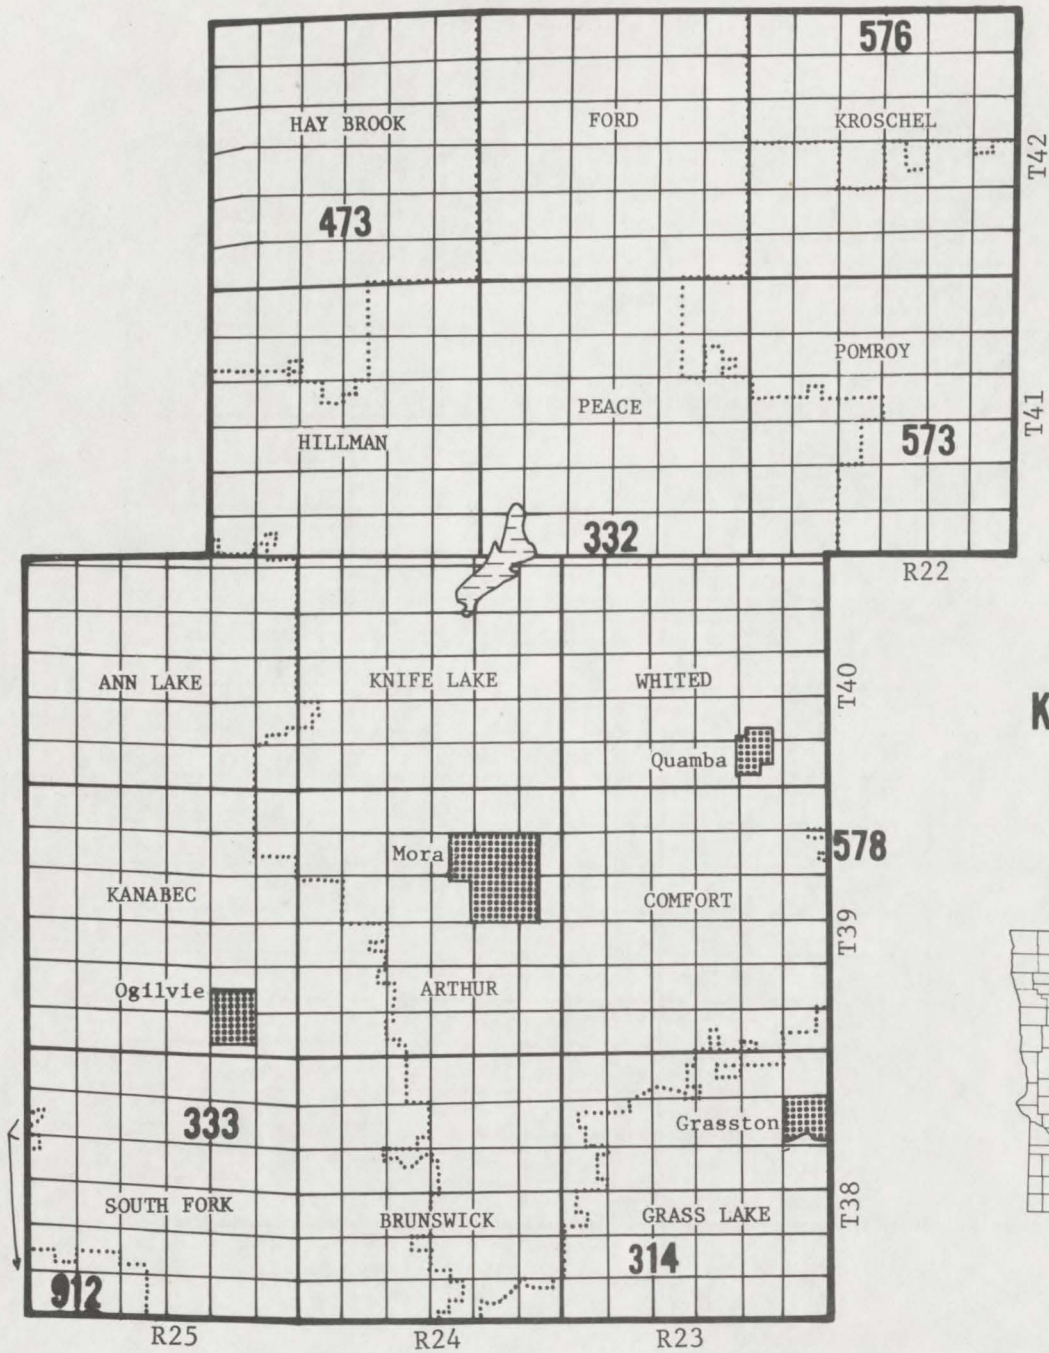 576
HAY BROOK FORD KROSCHEL
T42
473
POMROY
PEACE
T41
HILLMAN 573
332
R22
ANN LAKE KNIFE LAKE WHITED
T40
K
Quamba
Mora
578
KANABEC COMFORT
T39
Ogilvie ARTHUR
333
Grasston
SOUTH FORK BRUNSWICK GRASS LAKE
T38
314
912
R25 R24 R23